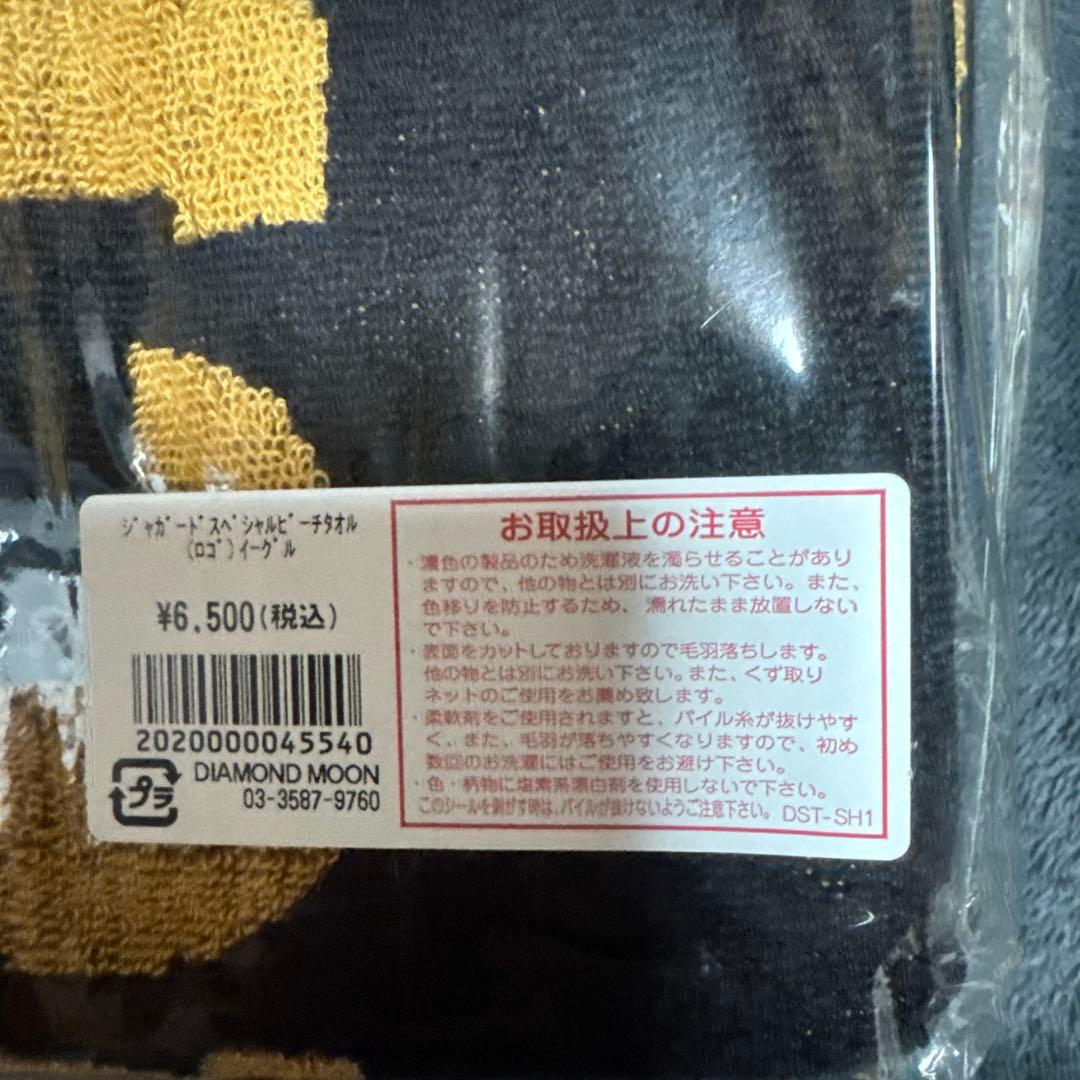 ｼﾞｬｶﾞｰﾄﾞｽﾍﾟｼｬﾙﾋﾞｰﾁﾀｵﾙ
(ﾛｺﾞ)ｲｰｸﾞﾙ
¥6,500(税込)
2020000045540
プラ
DIAMOND MOON
03-3587-9760
お取扱上の注意
・濃色の製品のため洗濯液を濁らせることがあり
ますので、他の物とは別にお洗い下さい。また、
色移りを防止するため、濡れたまま放置しない
で下さい。
・表面をカットしておりますので毛羽落ちします。
他の物とは別にお洗い下さい。また、くず取り
ネットのご使用をお薦め致します。
・柔軟剤をご使用されますと、パイル糸が抜けやす
く、また、毛羽が落ちやすくなりますので、初め
数回のお洗濯にはご使用をお避け下さい。
・色・柄物に塩素系漂白剤を使用しないで下さい。
このシールを剥がす時は、パイルが抜けないようご注意下さい。 DST-SH1